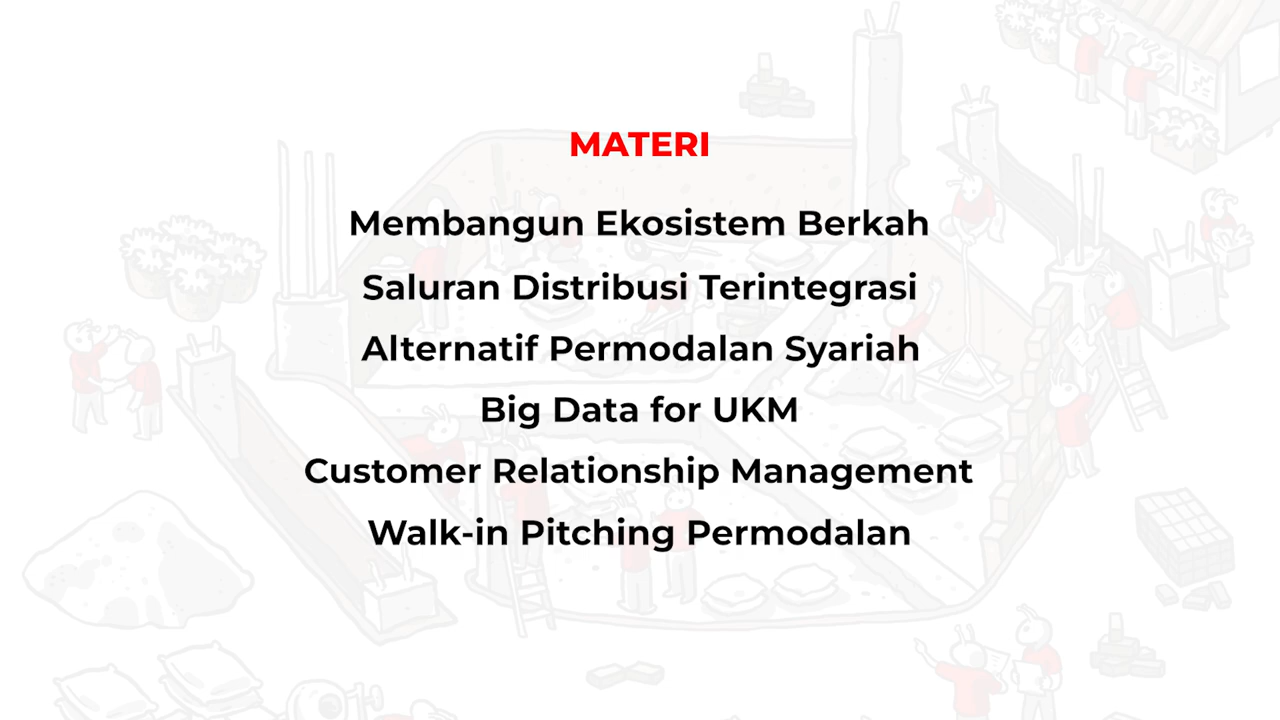 MATERI
Membangun Ekosistem Berkah
Saluran Distribusi Terintegrasi
Alternatif Permodalan Syariah
Big Data for UKM
Customer Relationship Management
Walk-in Pitching Permodalan